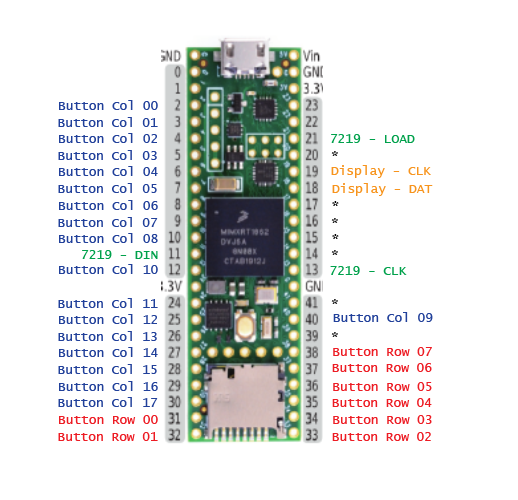 GND Vin
0 GND
1 3.3V
Button Col 00 2 23
Button Col 01 3 22
Button Col 02 4 21 7219 - LOAD
Button Col 03 5 20 *
Button Col 04 6 19 Display - CLK
Button Col 05 7 18 Display - DAT
Button Col 06 8 17 *
Button Col 07 9 16 *
Button Col 08 10 15 *
7219 - DIN 11 14 *
Button Col 10 12 13 7219 - CLK
3.3V GND
Button Col 11 24 41 *
Button Col 12 25 40 Button Col 09
Button Col 13 26 39 *
Button Col 14 27 38 Button Row 07
Button Col 15 28 37 Button Row 06
Button Col 16 29 36 Button Row 05
Button Col 17 30 35 Button Row 04
Button Row 00 31 34 Button Row 03
Button Row 01 32 33 Button Row 02